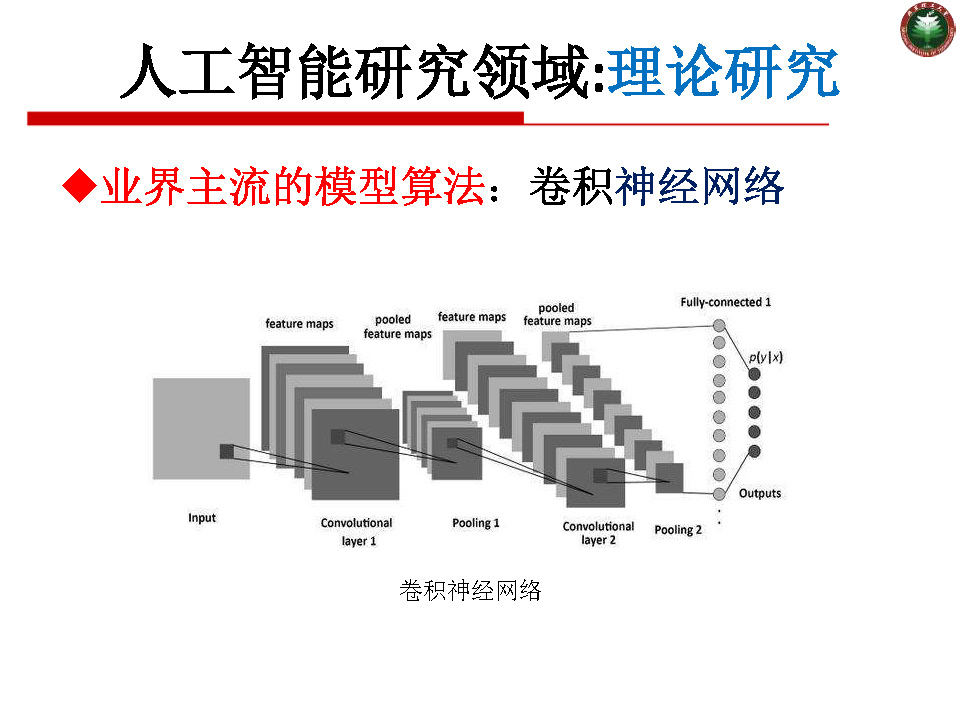 人工智能研究领域:理论研究
◆业界主流的模型算法：卷积神经网络
feature maps
pooled
feature maps
feature maps
pooled
feature maps
Fully-connected 1
p(y|x)
Input
Convolutional
layer 1
Pooling 1
Convolutional
layer 2
Pooling 2
Outputs
卷积神经网络